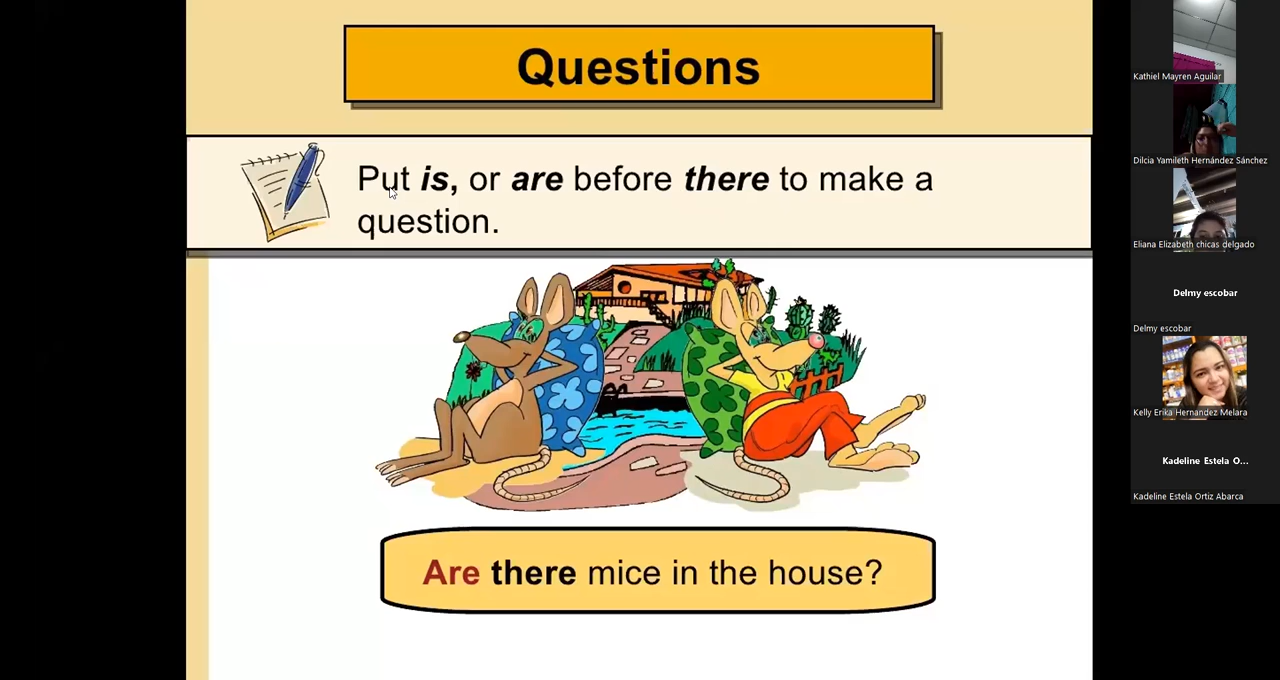 Questions
Put is, or are before there to make a
question.
Are there mice in the house?
Kathiel Mayren Aguilar
Dilcia Yamileth Hernández Sánchez
Eliana Elizabeth chicas delgado
Delmy escobar
Delmy escobar
Kelly Erika Hernandez Melara
Kadeline Estela O...
Kadeline Estela Ortiz Abarca